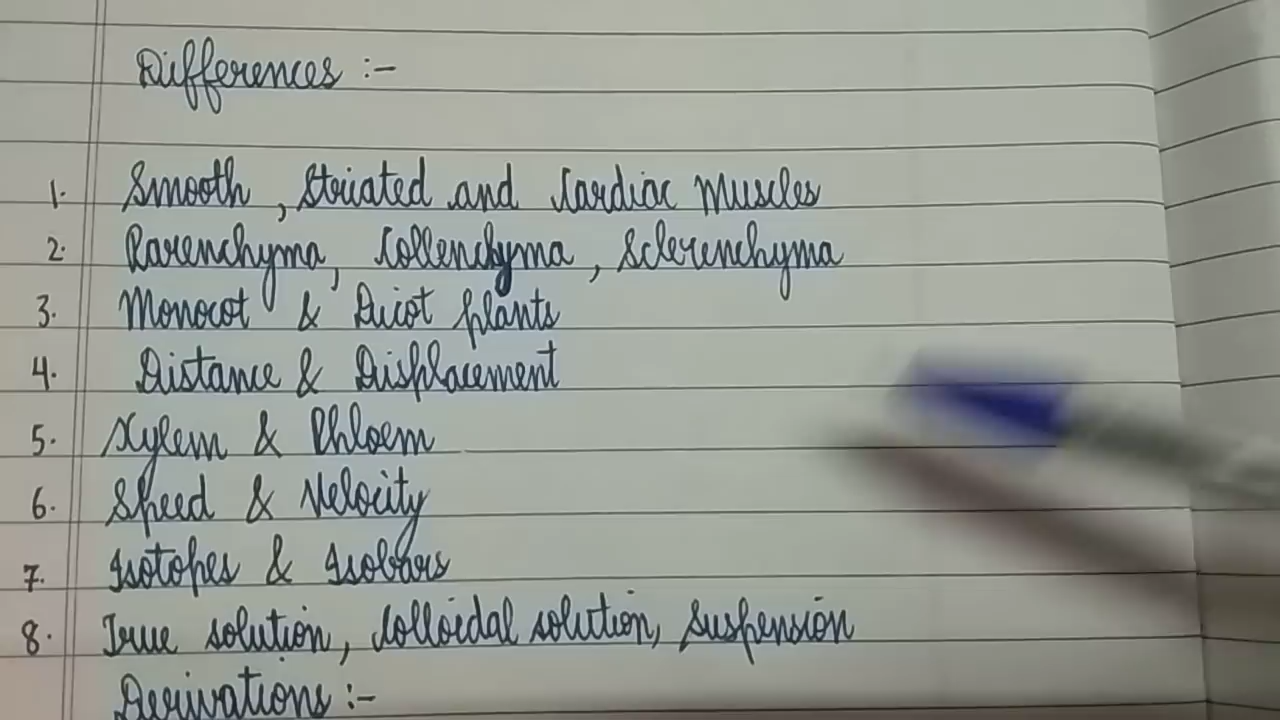 Differences :-
1. Smooth, Striated and Cardiac Muscles
2. Parenchyma, Collenchyma, Sclerenchyma
3. Monocot & Dicot plants
4. Distance & Displacement
5. Xylem & Phloem
6. Speed & Velocity
7. Isotopes & Isobars
8. True solution, Colloidal solution, Suspension
Derivations :-